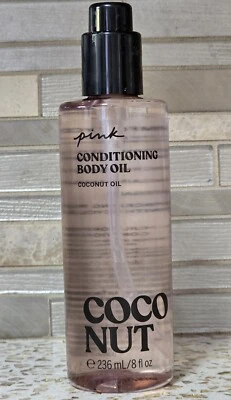 pink
CONDITIONING
BODY OIL
COCONUT OIL
COCO
NUT
℮ 236 mL/8 fl oz